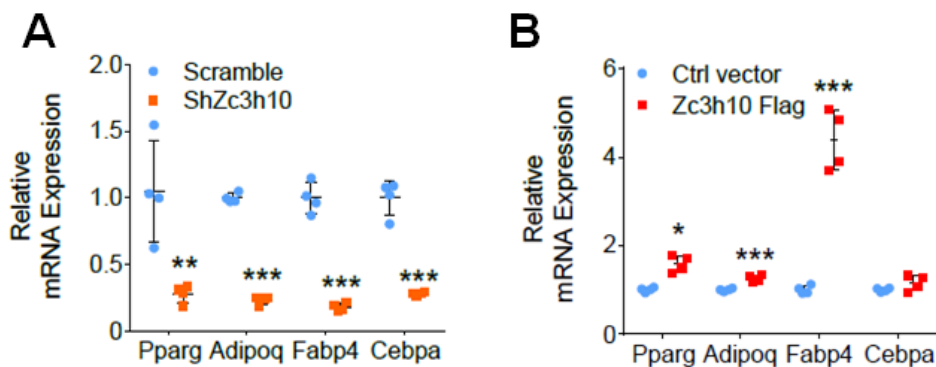 A
Relative
mRNA Expression
2.0
1.5
1.0
0.5
0
Scramble
ShZc3h10
**
***
***
***
Pparg Adipoq Fabp4 Cebpa
B
Relative
mRNA Expression
6
4
2
0
Ctrl vector
Zc3h10 Flag
*
***
***
Pparg Adipoq Fabp4 Cebpa